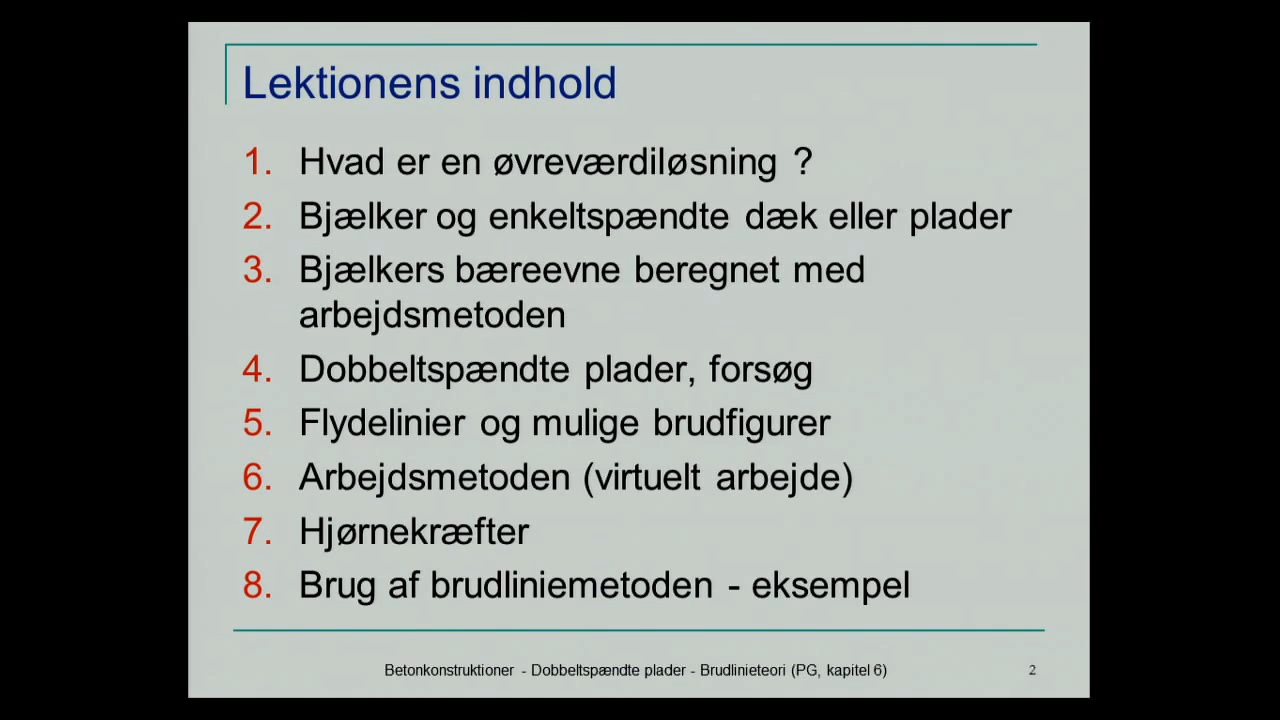 Lektionens indhold
1. Hvad er en øvreværdiløsning ?
2. Bjælker og enkeltspændte dæk eller plader
3. Bjælkers bæreevne beregnet med
arbejdsmetoden
4. Dobbeltspændte plader, forsøg
5. Flydelinier og mulige brudfigurer
6. Arbejdsmetoden (virtuelt arbejde)
7. Hjørnekræfter
8. Brug af brudliniemetoden - eksempel
Betonkonstruktioner - Dobbeltspændte plader - Brudlinieteori (PG, kapitel 6) 2